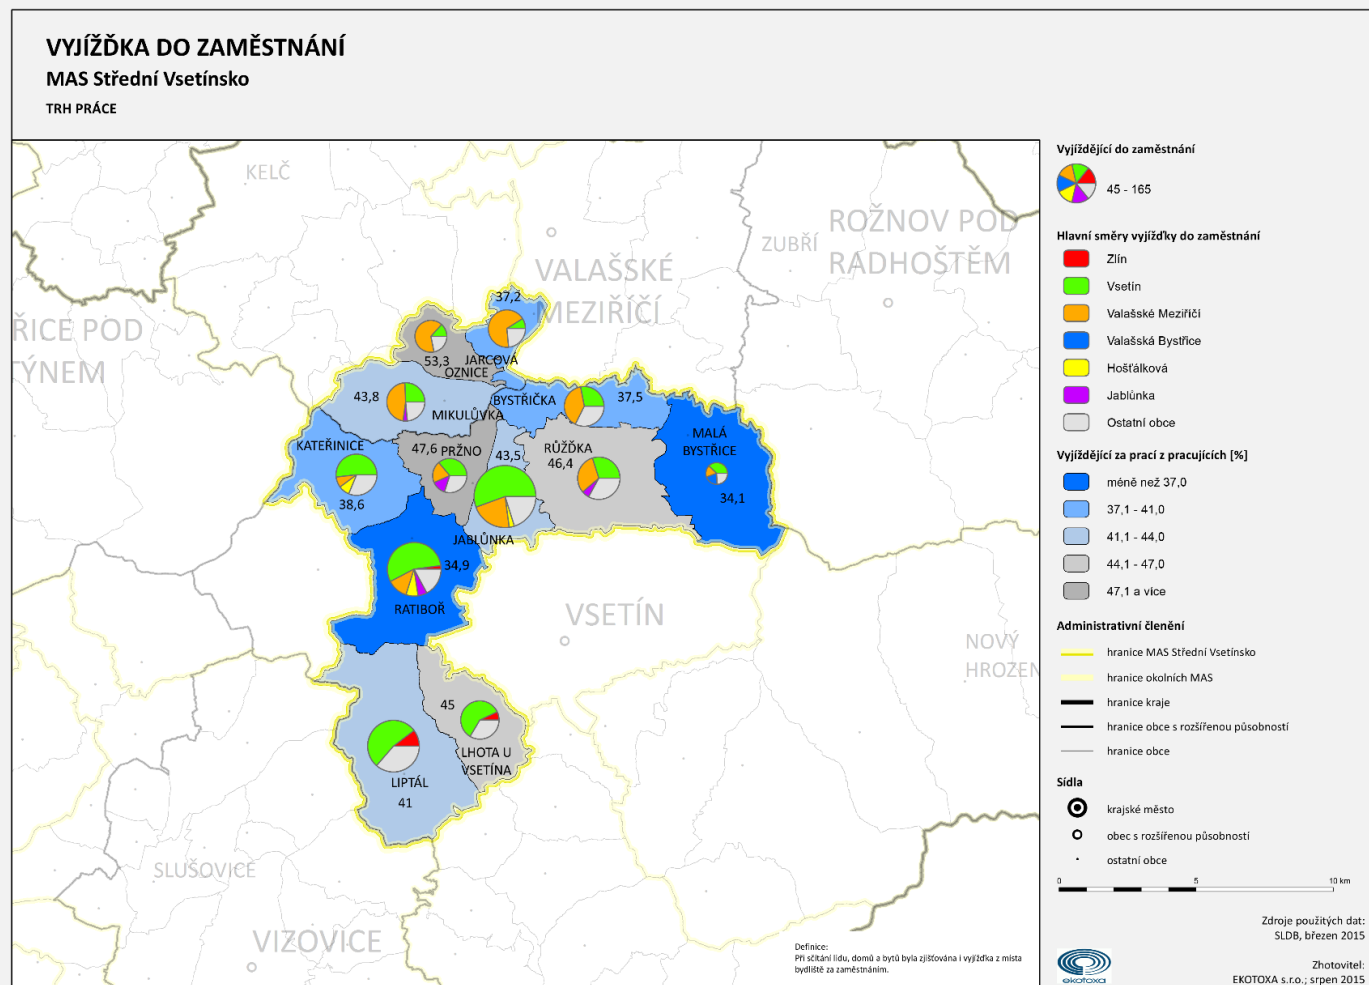 VYJÍŽĎKA DO ZAMĚSTNÁNÍ
MAS Střední Vsetínsko
TRH PRÁCE
KELČ
ROŽNOV POD
RADHOŠTĚM
ZUBŘÍ
VALAŠSKÉ
MEZIŘÍČÍ
ŘICE POD
TÝNEM
37,2
53,3
JARCOVÁ
OZNICE
43,8
MIKULŮVKA
BYSTŘIČKA
37,5
MALÁ
BYSTŘICE
34,1
KATEŘINICE
38,6
47,6
PRŽNO
43,5
RŮŽĎKA
46,4
JABLŮNKA
34,9
RATIBOŘ
VSETÍN
NOVÝ
HROZEN
45
LHOTA U
VSETÍNA
LIPTÁL
41
SLUŠOVICE
VIZOVICE
Definice:
Při sčítání lidu, domů a bytů byla zjišťována i vyjížďka z místa
bydliště za zaměstnáním.
Vyjíždějící do zaměstnání
45 - 165
Hlavní směry vyjížďky do zaměstnání
Zlín
Vsetín
Valašské Meziříčí
Valašská Bystřice
Hošťálková
Jablůnka
Ostatní obce
Vyjíždějící za prací z pracujících [%]
méně než 37,0
37,1 - 41,0
41,1 - 44,0
44,1 - 47,0
47,1 a více
Administrativní členění
hranice MAS Střední Vsetínsko
hranice okolních MAS
hranice kraje
hranice obce s rozšířenou působností
hranice obce
Sídla
krajské město
obec s rozšířenou působností
ostatní obce
0 5 10 km
Zdroje použitých dat:
SLDB, březen 2015
Zhotovitel:
EKOTOXA s.r.o.; srpen 2015
ekotoxa